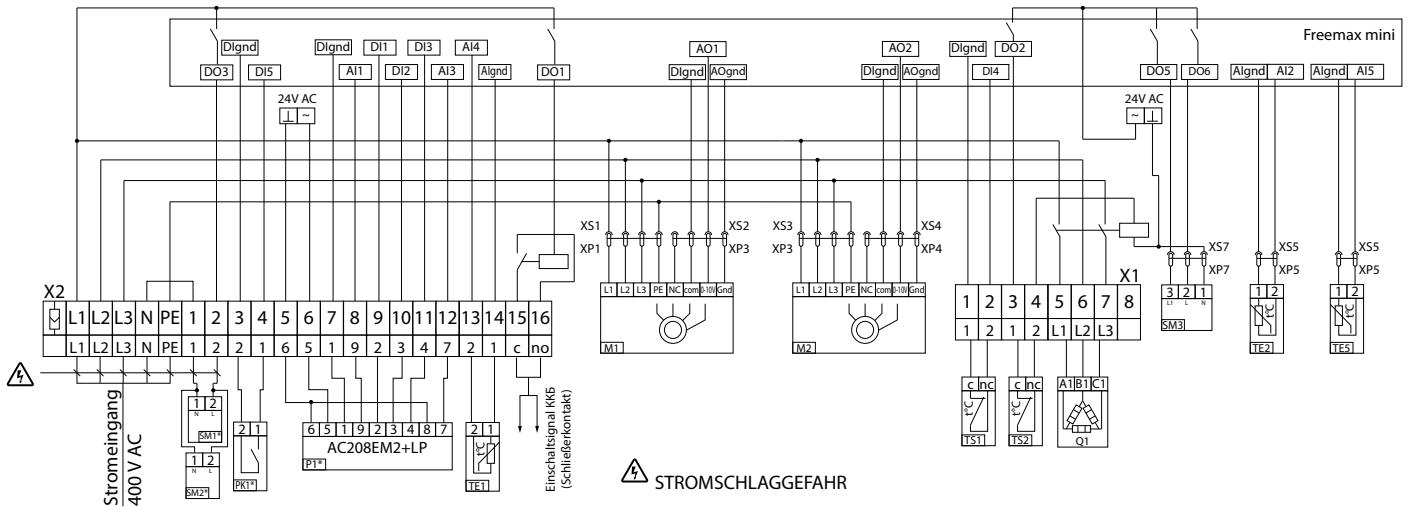 Freemax mini
DIgnd DIgnd DI1 DI3 AI4 AO1 AO2 DIgnd DO2
DO3 DI5 AI1 DI2 AI3 AIgnd DO1 DIgnd AOgnd DIgnd AOgnd DI4 DO5 DO6 AIgnd AI2 AIgnd AI5
24V AC
⊥ ~
24V AC
~ ⊥
XS1 XS2 XS3 XS4
XP1 XP3 XP3 XP4
XS7 XS5 XS5
XP7 XP5 XP5
X2
L1 L2 L3 N PE 1 2 3 4 5 6 7 8 9 10 11 12 13 14 15 16
L1 L2 L3 N PE 1 2 2 1 6 5 1 9 2 3 4 7 2 1 c no
L1 L2 L3 PE NC com 0-10V Gnd
M1
L1 L2 L3 PE NC com 0-10V Gnd
M2
X1
1 2 3 4 5 6 7 8
1 2 1 2 L1 L2 L3
3 2 1
L1 L N
SM3
1 2
t°C
TE2
1 2
t°C
TE5
Stromeingang
400 V AC
1 2
N L
SM1*
1 2
N L
SM2*
2 1
PK1*
6 5 1 9 2 3 4 8 7
AC208EM2+LP
P1*
2 1
t°C
TE1
Einschaltsignal ККБ
(Schließerkontakt)
c nc
t°C
TS1
c nc
t°C
TS2
A1 B1 C1
Q1
STROMSCHLAGGEFAHR